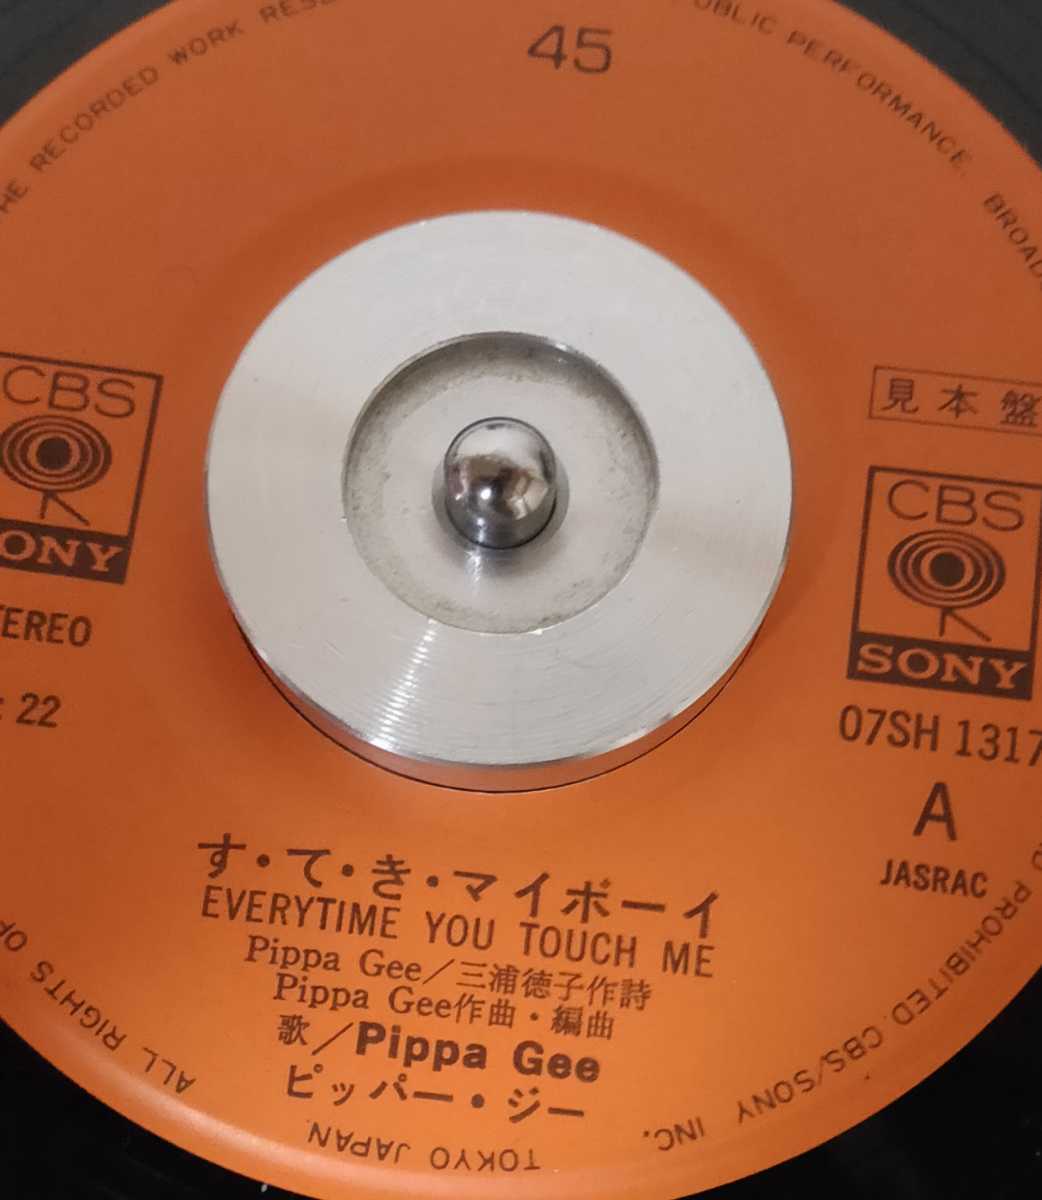 45
THE RECORDED WORK
PUBLIC PERFORMANCE.
CBS
SONY
STEREO
22
見本盤
CBS
SONY
07SH 1317
A
JASRAC
す・て・き・マイボーイ
EVERYTIME YOU TOUCH ME
Pippa Gee／三浦徳子作詩
Pippa Gee作曲・編曲
歌／Pippa Gee
ピッパー・ジー
PROHIBITED. CBS/SONY INC. TOKYO JAPAN
ALL RIGHTS OF